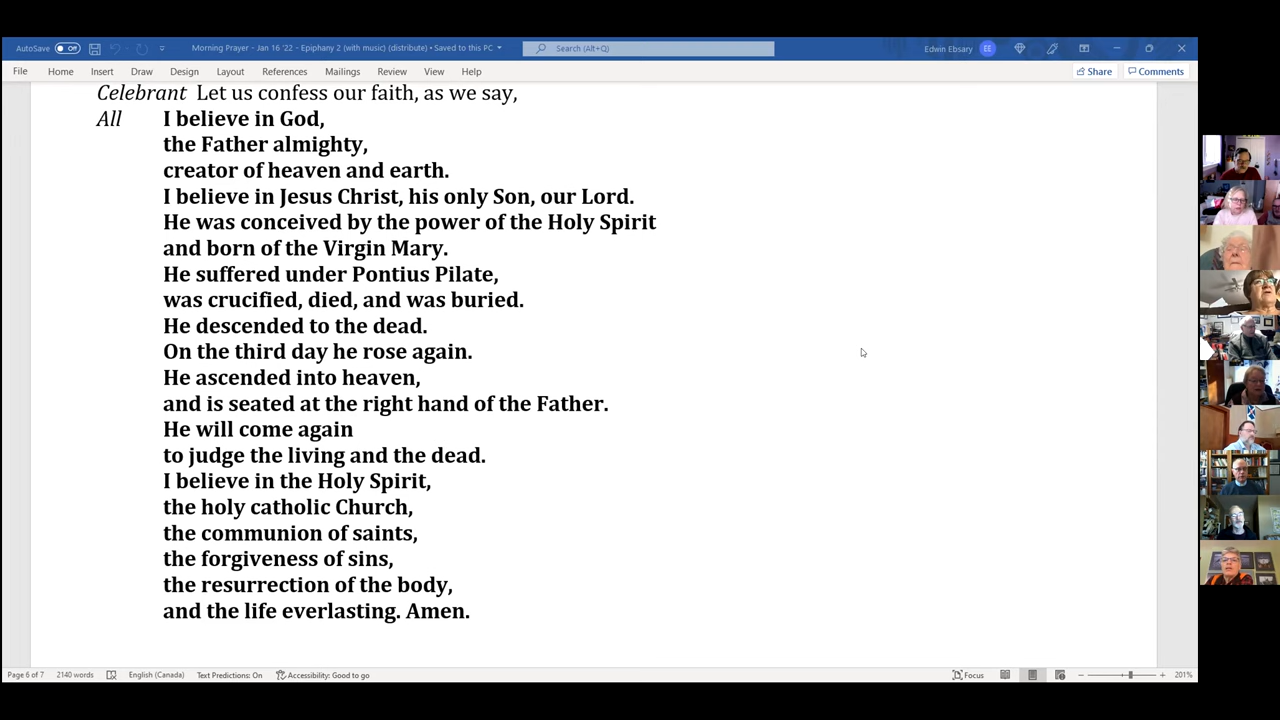 AutoSave Off Morning Prayer - Jan 16 '22 - Epiphany 2 (with music) (distribute) • Saved to this PC Search (Alt+Q) Edwin Ebsary EE
File Home Insert Draw Design Layout References Mailings Review View Help Share Comments
Celebrant Let us confess our faith, as we say,
All I believe in God,
the Father almighty,
creator of heaven and earth.
I believe in Jesus Christ, his only Son, our Lord.
He was conceived by the power of the Holy Spirit
and born of the Virgin Mary.
He suffered under Pontius Pilate,
was crucified, died, and was buried.
He descended to the dead.
On the third day he rose again.
He ascended into heaven,
and is seated at the right hand of the Father.
He will come again
to judge the living and the dead.
I believe in the Holy Spirit,
the holy catholic Church,
the communion of saints,
the forgiveness of sins,
the resurrection of the body,
and the life everlasting. Amen.
Page 6 of 7 2140 words English (Canada) Text Predictions: On Accessibility: Good to go Focus 201%